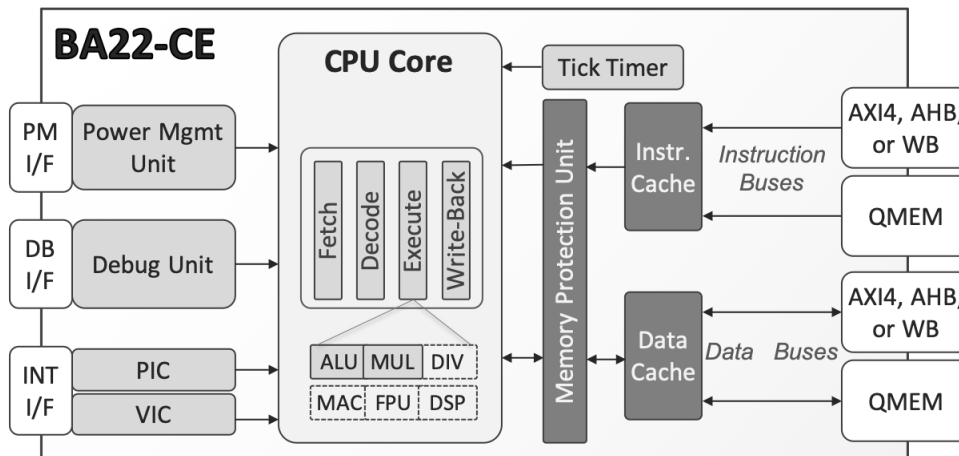 BA22-CE
CPU Core
Tick Timer
PM
I/F
Power Mgmt
Unit
DB
I/F
Debug Unit
INT
I/F
PIC
VIC
Fetch
Decode
Execute
Write-Back
ALU MUL DIV
MAC FPU DSP
Memory Protection Unit
Instr.
Cache
Instruction
Buses
AXI4, AHB,
or WB
QMEM
Data
Cache
Data Buses
AXI4, AHB,
or WB
QMEM